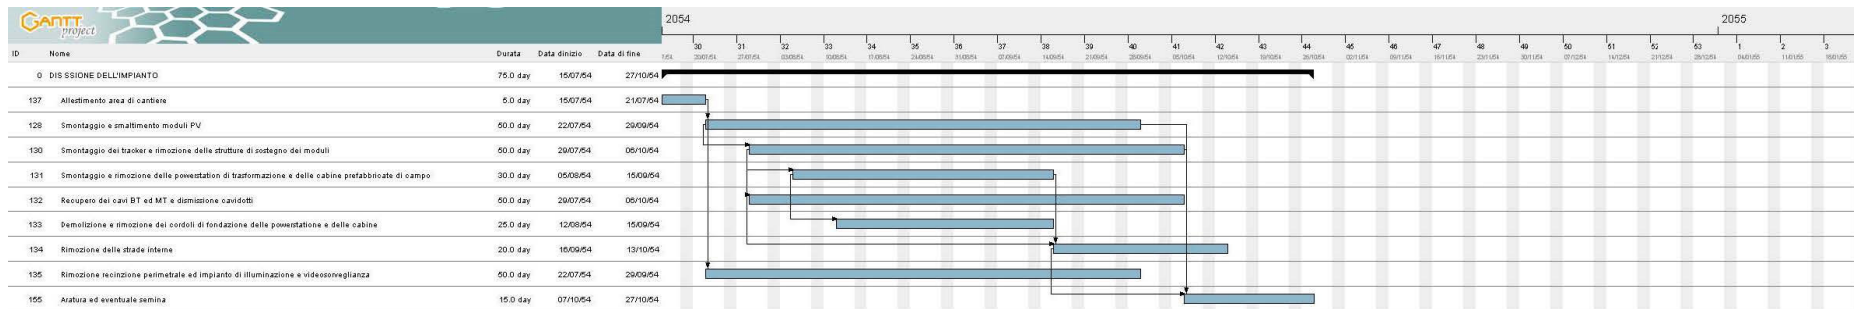 GANTT project
2054 2055
30 31 32 33 34 35 36 37 38 39 40 41 42 43 44 45 46 47 48 49 50 51 52 53 1 2 3
ID Nome Durata Data dinizio Data di fine
0 DIS SSIONE DELL'IMPIANTO 75.0 day 15/07/54 27/10/54
137 Allestimento area di cantiere 5.0 day 15/07/54 21/07/54
128 Smontaggio e smaltimento moduli PV 50.0 day 22/07/54 29/09/54
130 Smontaggio dei tracker e rimozione delle strutture di sostegno dei moduli 50.0 day 29/07/54 06/10/54
131 Smontaggio e rimozione delle powerstation di trasformazione e delle cabine prefabbricate di campo 30.0 day 05/08/54 15/09/54
132 Recupero dei cavi BT ed MT e dismissione cavidotti 50.0 day 29/07/54 06/10/54
133 Demolizione e rimozione dei cordoli di fondazione delle powerstatione e delle cabine 25.0 day 12/08/54 15/09/54
134 Rimozione delle strade interne 20.0 day 16/09/54 13/10/54
135 Rimozione recinzione perimetrale ed impianto di illuminazione e videosorveglianza 50.0 day 22/07/54 29/09/54
155 Aratura ed eventuale semina 15.0 day 07/10/54 27/10/54